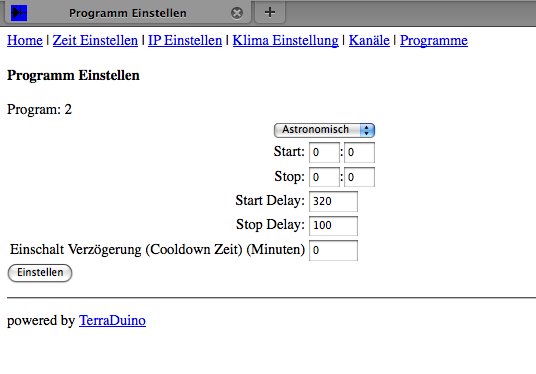 Programm Einstellen
Home | Zeit Einstellen | IP Einstellen | Klima Einstellung | Kanäle | Programme
Programm Einstellen
Program: 2
Astronomisch
Start: 0 : 0
Stop: 0 : 0
Start Delay: 320
Stop Delay: 100
Einschalt Verzögerung (Cooldown Zeit) (Minuten) 0
Einstellen
powered by TerraDuino